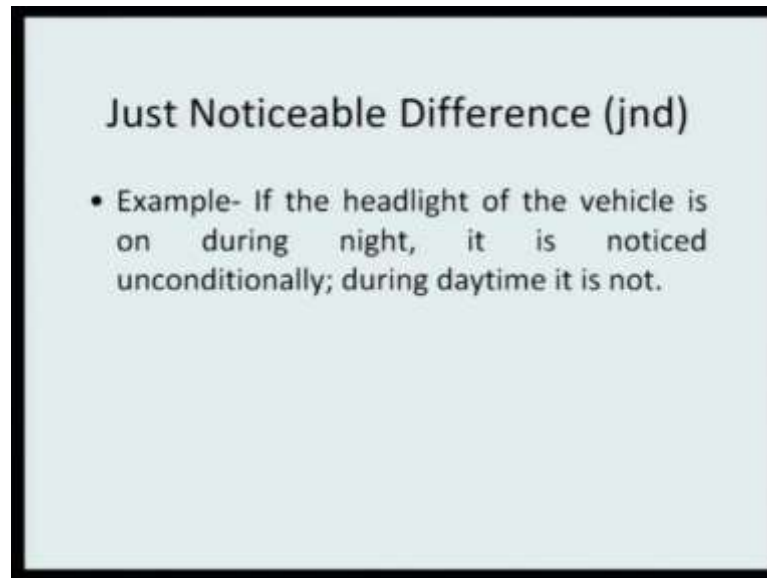 Just Noticeable Difference (jnd)
• Example- If the headlight of the vehicle is
on during night, it is noticed
unconditionally; during daytime it is not.